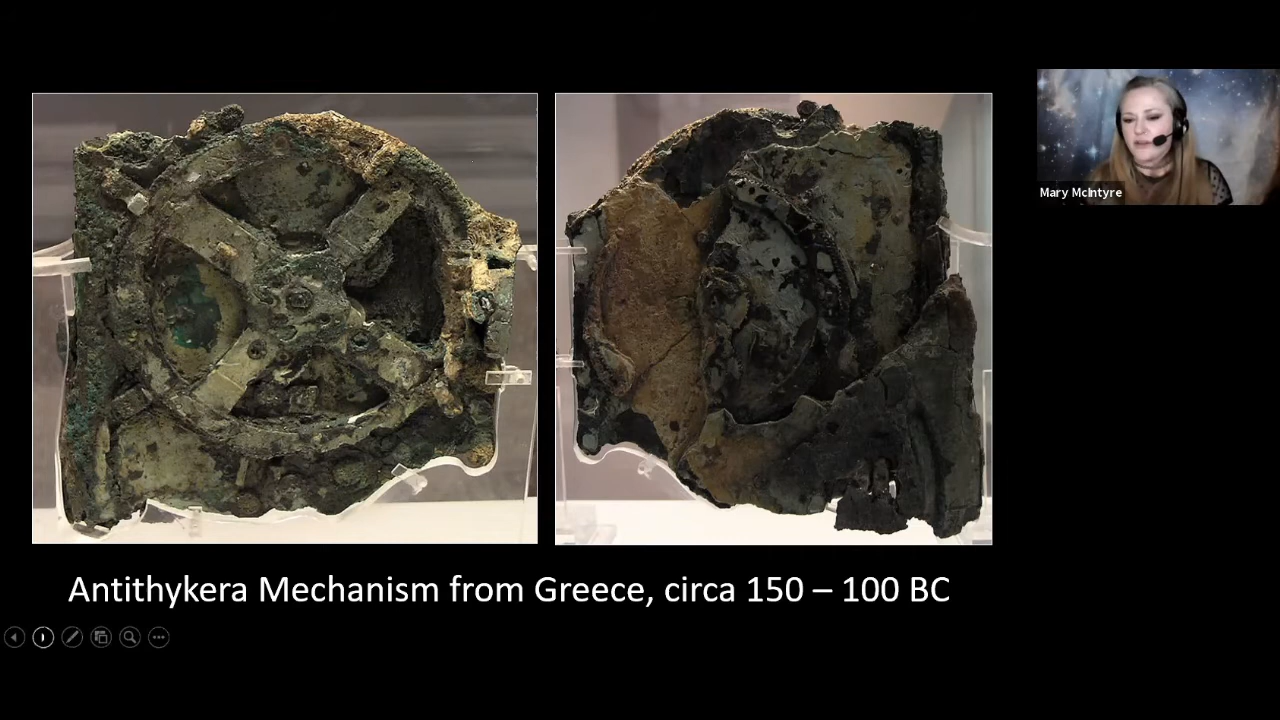 Mary McIntyre
Antithykera Mechanism from Greece, circa 150 – 100 BC